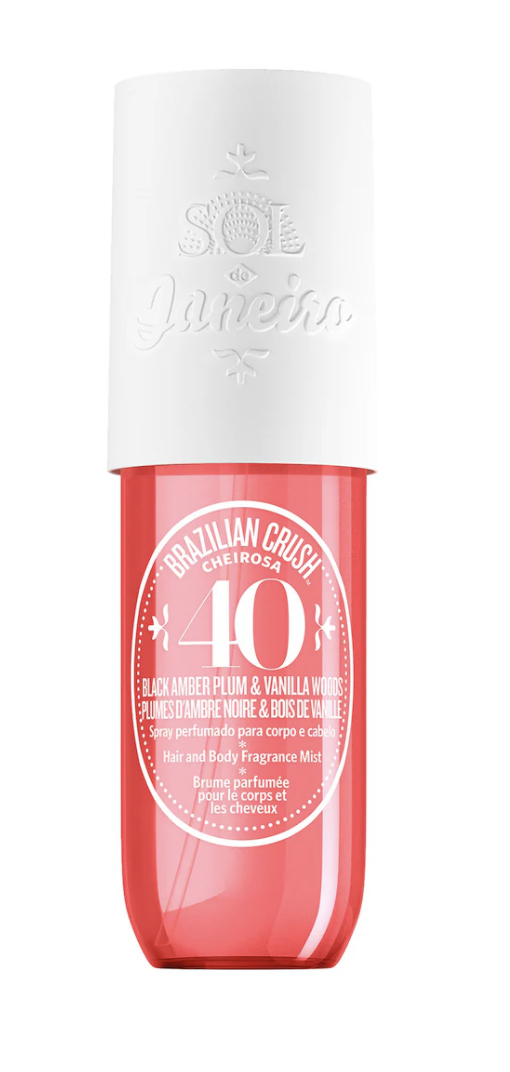 SOL
de
Janeiro
BRAZILIAN CRUSH™
CHEIROSA
40
BLACK AMBER PLUM & VANILLA WOODS
PLUMES D'AMBRE NOIRE & BOIS DE VANILLE
Spray perfumado para corpo e cabelo
*
Hair and Body Fragrance Mist
*
Brume parfumée
pour le corps et
les cheveux